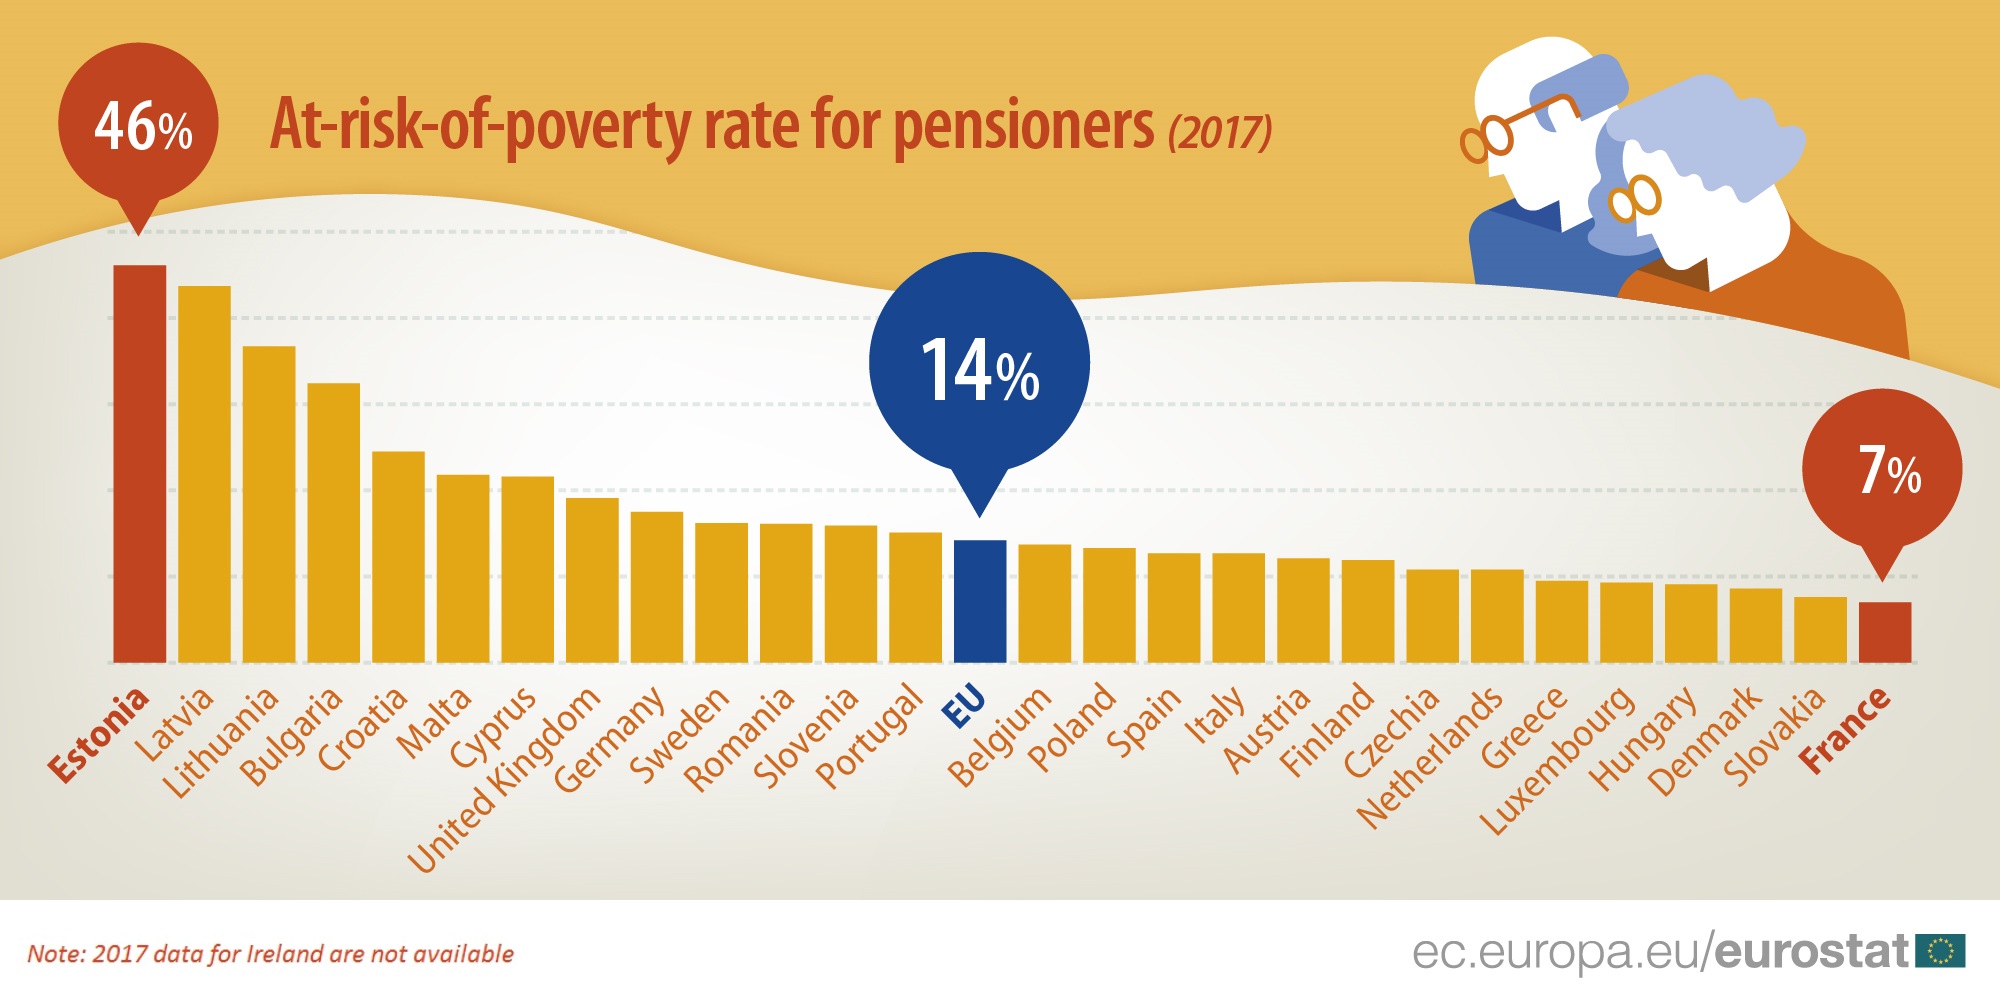 46%
At-risk-of-poverty rate for pensioners (2017)
14%
7%
Estonia
Latvia
Lithuania
Bulgaria
Croatia
Malta
Cyprus
United Kingdom
Germany
Sweden
Romania
Slovenia
Portugal
EU
Belgium
Poland
Spain
Italy
Austria
Finland
Czechia
Netherlands
Greece
Luxembourg
Hungary
Denmark
Slovakia
France
Note: 2017 data for Ireland are not available
ec.europa.eu/eurostat